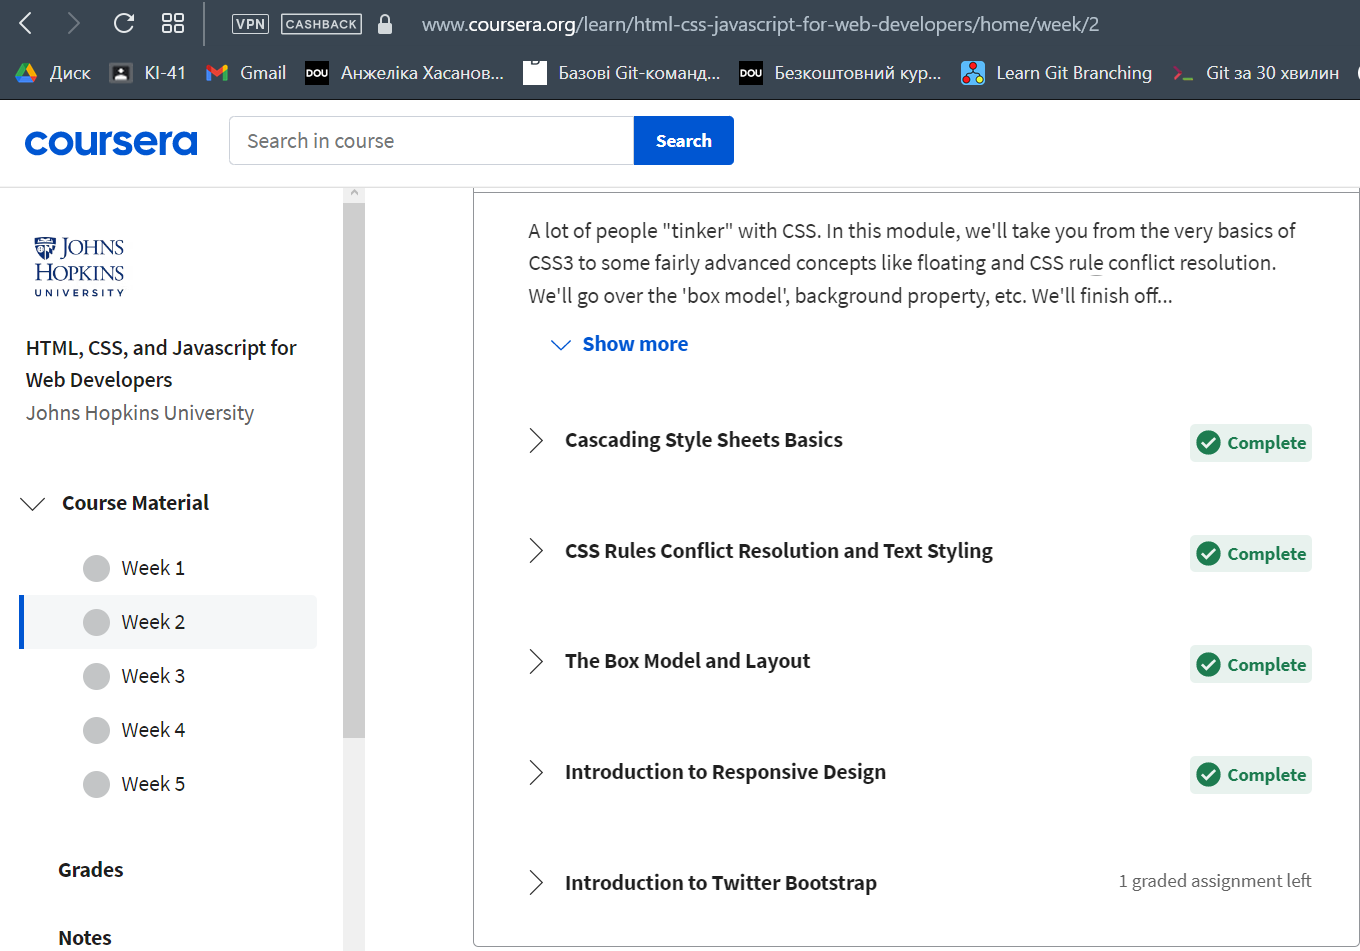 VPN CASHBACK www.coursera.org/learn/html-css-javascript-for-web-developers/home/week/2
Диск KI-41 Gmail DOU Анжеліка Хасанов... Базові Git-команд... DOU Безкоштовний кур... Learn Git Branching Git за 30 хвилин
coursera Search in course Search
JOHNS
HOPKINS
UNIVERSITY
HTML, CSS, and Javascript for
Web Developers
Johns Hopkins University
Course Material
Week 1
Week 2
Week 3
Week 4
Week 5
Grades
Notes
A lot of people "tinker" with CSS. In this module, we'll take you from the very basics of
CSS3 to some fairly advanced concepts like floating and CSS rule conflict resolution.
We'll go over the 'box model', background property, etc. We'll finish off...
Show more
Cascading Style Sheets Basics Complete
CSS Rules Conflict Resolution and Text Styling Complete
The Box Model and Layout Complete
Introduction to Responsive Design Complete
Introduction to Twitter Bootstrap 1 graded assignment left